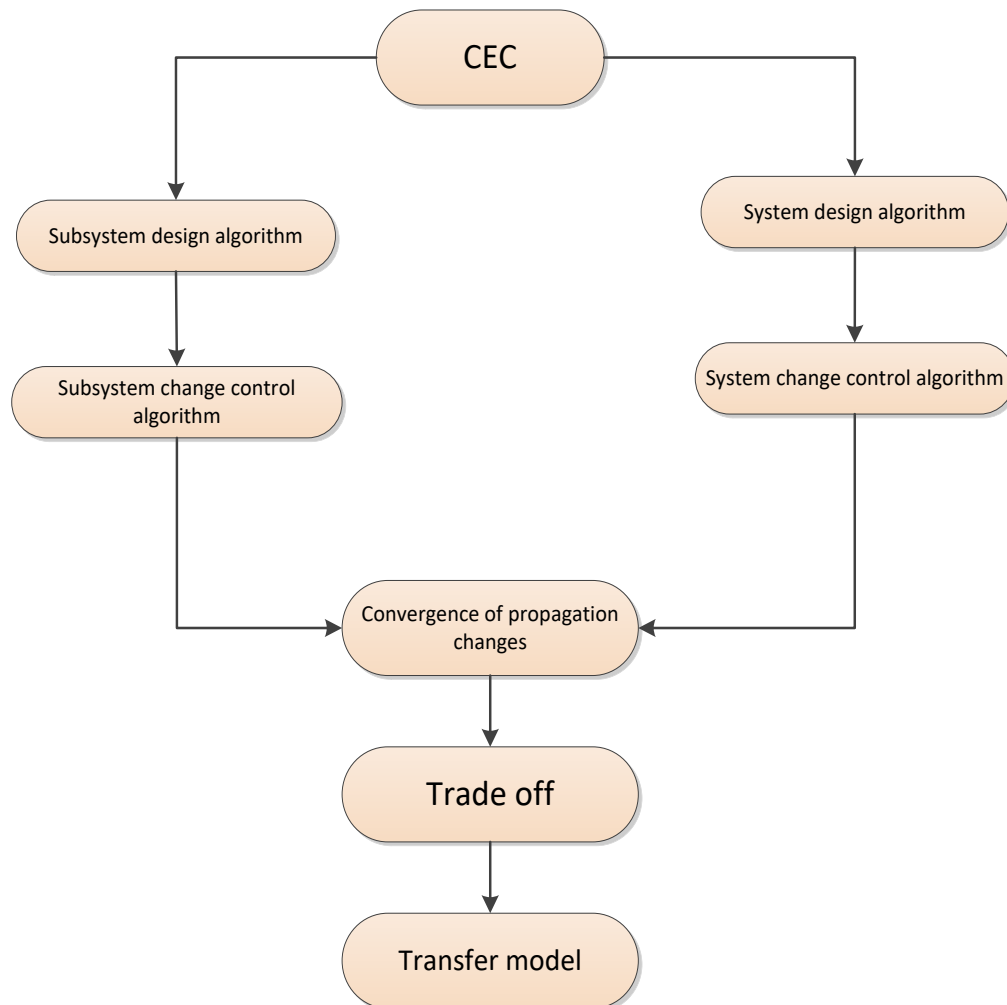 CEC
System design algorithm
Subsystem design algorithm
System change control algorithm
Subsystem change control
algorithm
Convergence of propagation
changes
Trade off
Transfer model